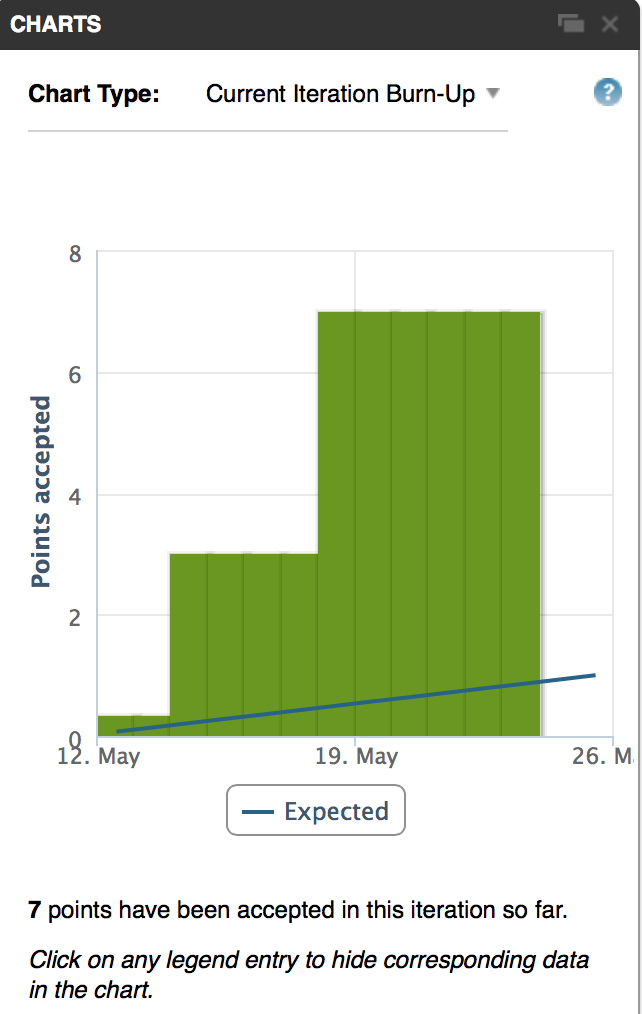 CHARTS
Chart Type: Current Iteration Burn-Up
?
8
6
4
2
0
Points accepted
12. May 19. May 26. M
Expected
7 points have been accepted in this iteration so far.
Click on any legend entry to hide corresponding data
in the chart.